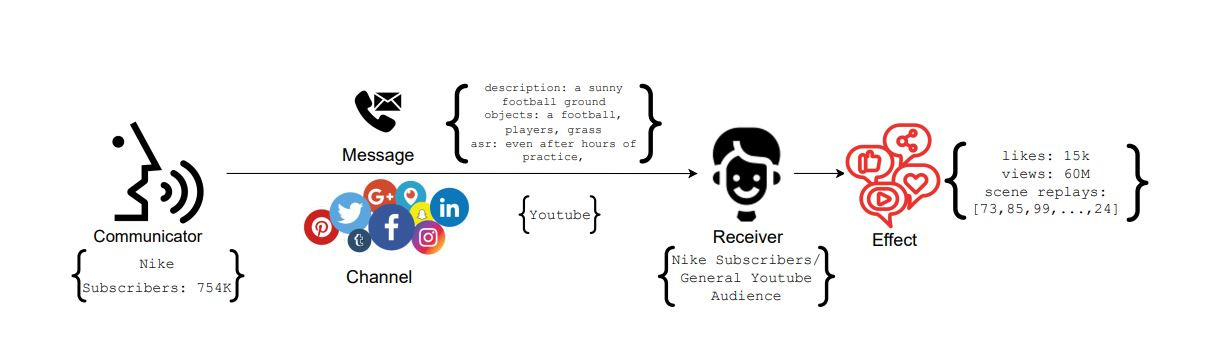 description: a sunny
football ground
objects: a football,
players, grass
asr: even after hours of
practice,
Message
likes: 15k
views: 60M
scene replays:
[73,85,99,...,24]
G+
in
f
t
Youtube
Communicator
Receiver
Effect
Nike
Subscribers: 754K
Channel
Nike Subscribers/
General Youtube
Audience